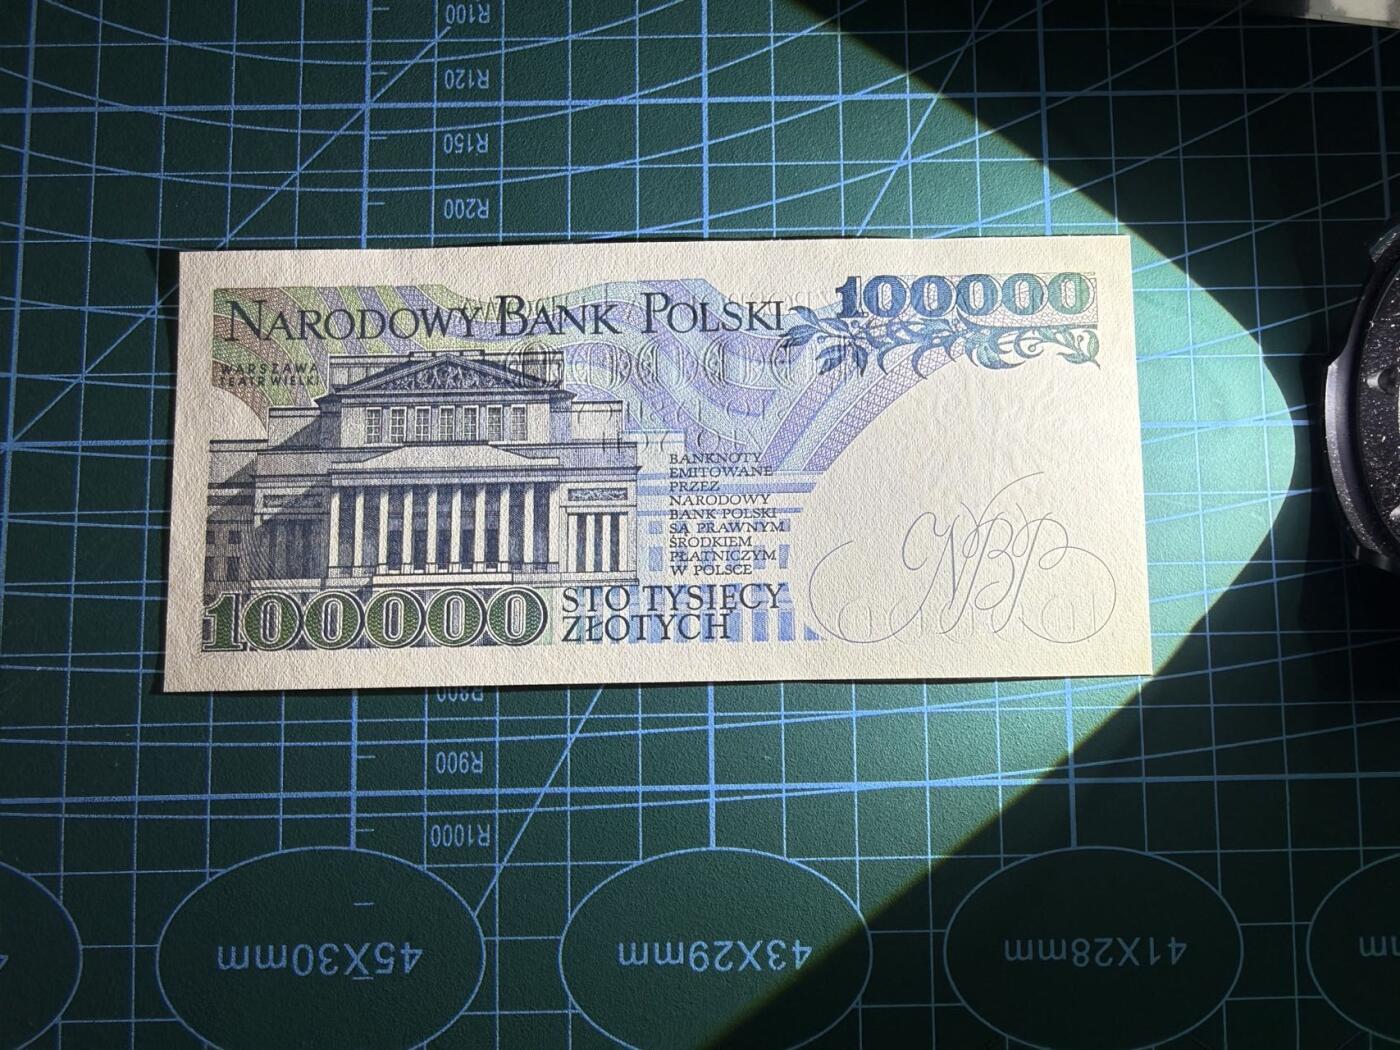 R100
R120
R150
R200
NARODOWY BANK POLSKI
100000
WARSZAWA
TEATR WIELKI
BANKNOTY
EMITOWANE
PRZEZ
NARODOWY
BANK POLSKI
SĄ PRAWNYM
ŚRODKIEM
PŁATNICZYM
W POLSCE
NBP
100000
STO TYSIĘCY
ZŁOTYCH
R800
R900
R1000
45X30mm
43X29mm
41X28mm